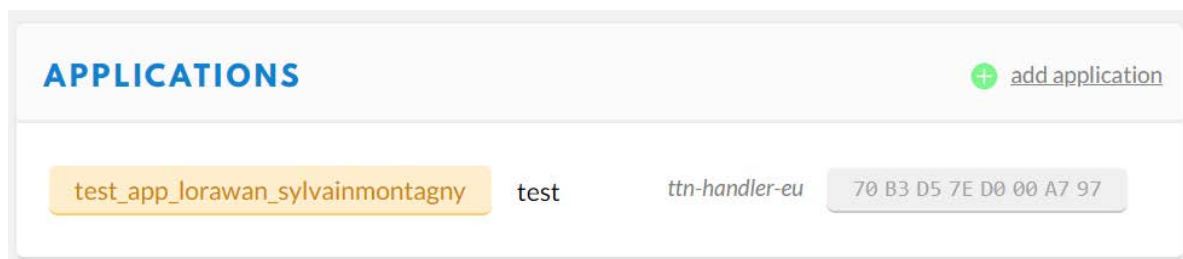 APPLICATIONS
add application
test_app_lorawan_sylvainmontagny test ttn-handler-eu 70 B3 D5 7E D0 00 A7 97